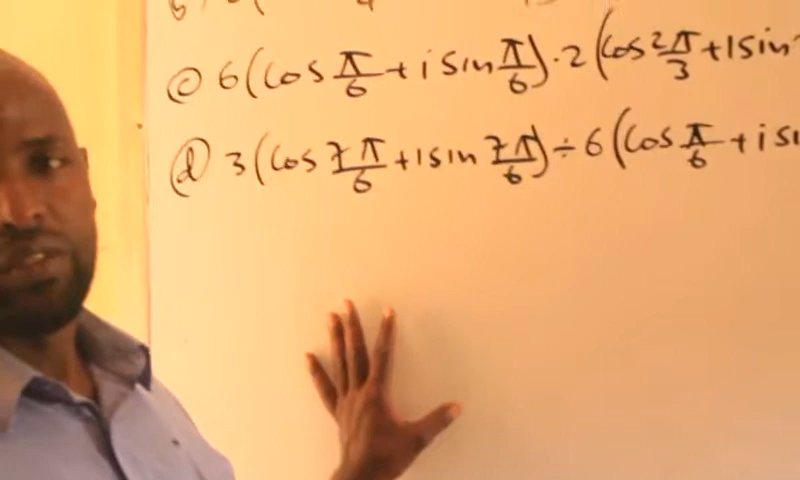 ⓒ 6(cos π/6 + i sin π/6) · 2(cos 2π/3 + i sin
ⓓ 3(cos 7π/6 + i sin 7π/6) ÷ 6(cos π/6 + i si